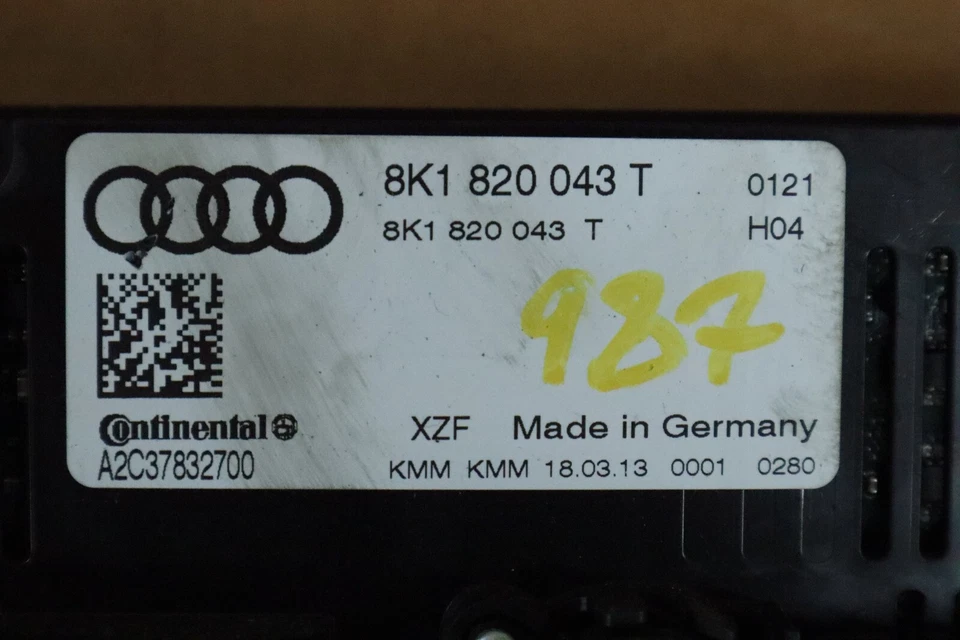 8K1 820 043 T 0121
8K1 820 043 T H04
987
Continental
A2C37832700
XZF Made in Germany
KMM KMM 18.03.13 0001 0280